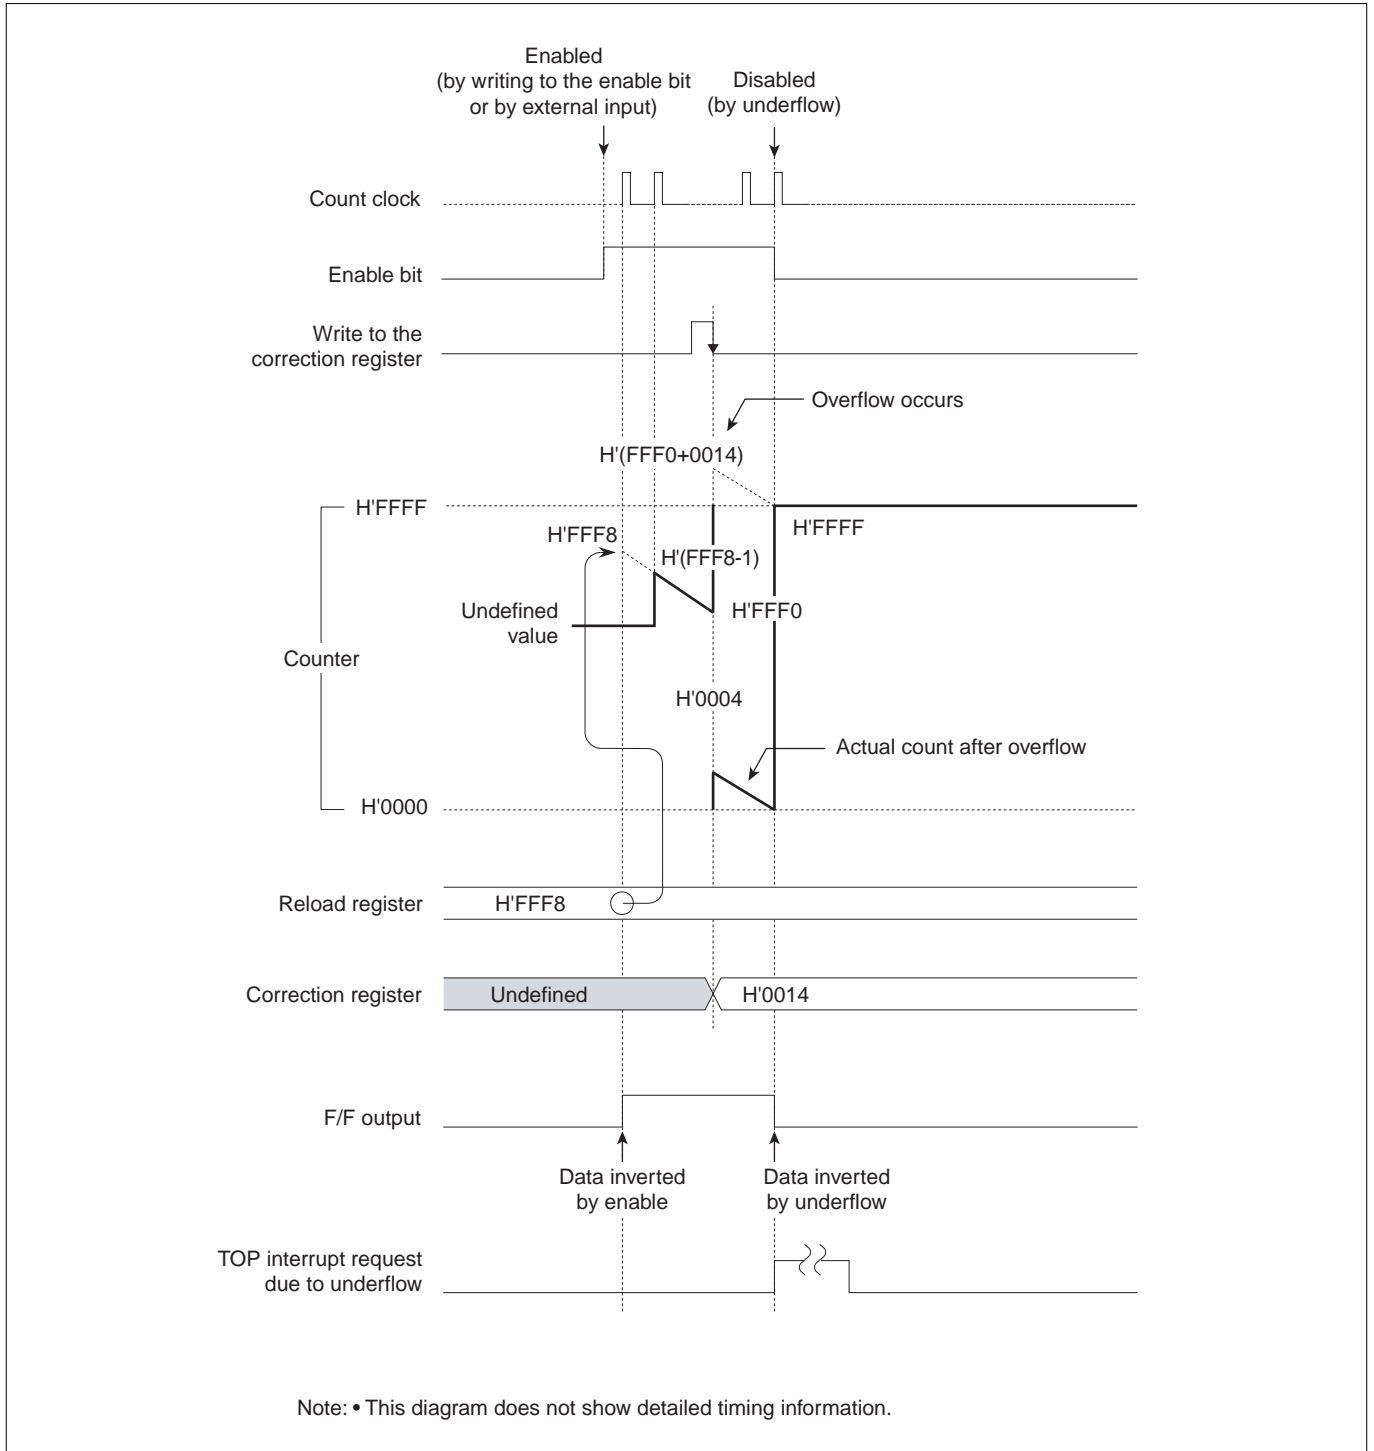 Enabled
(by writing to the enable bit
or by external input)
Disabled
(by underflow)
Count clock
Enable bit
Write to the
correction register
Overflow occurs
H'(FFF0+0014)
H'FFFF
H'FFFF
H'FFF8
H'(FFF8-1)
Undefined
value
H'FFF0
Counter
H'0004
Actual count after overflow
H'0000
Reload register
H'FFF8
Correction register
Undefined
H'0014
F/F output
Data inverted
by enable
Data inverted
by underflow
TOP interrupt request
due to underflow
Note: • This diagram does not show detailed timing information.